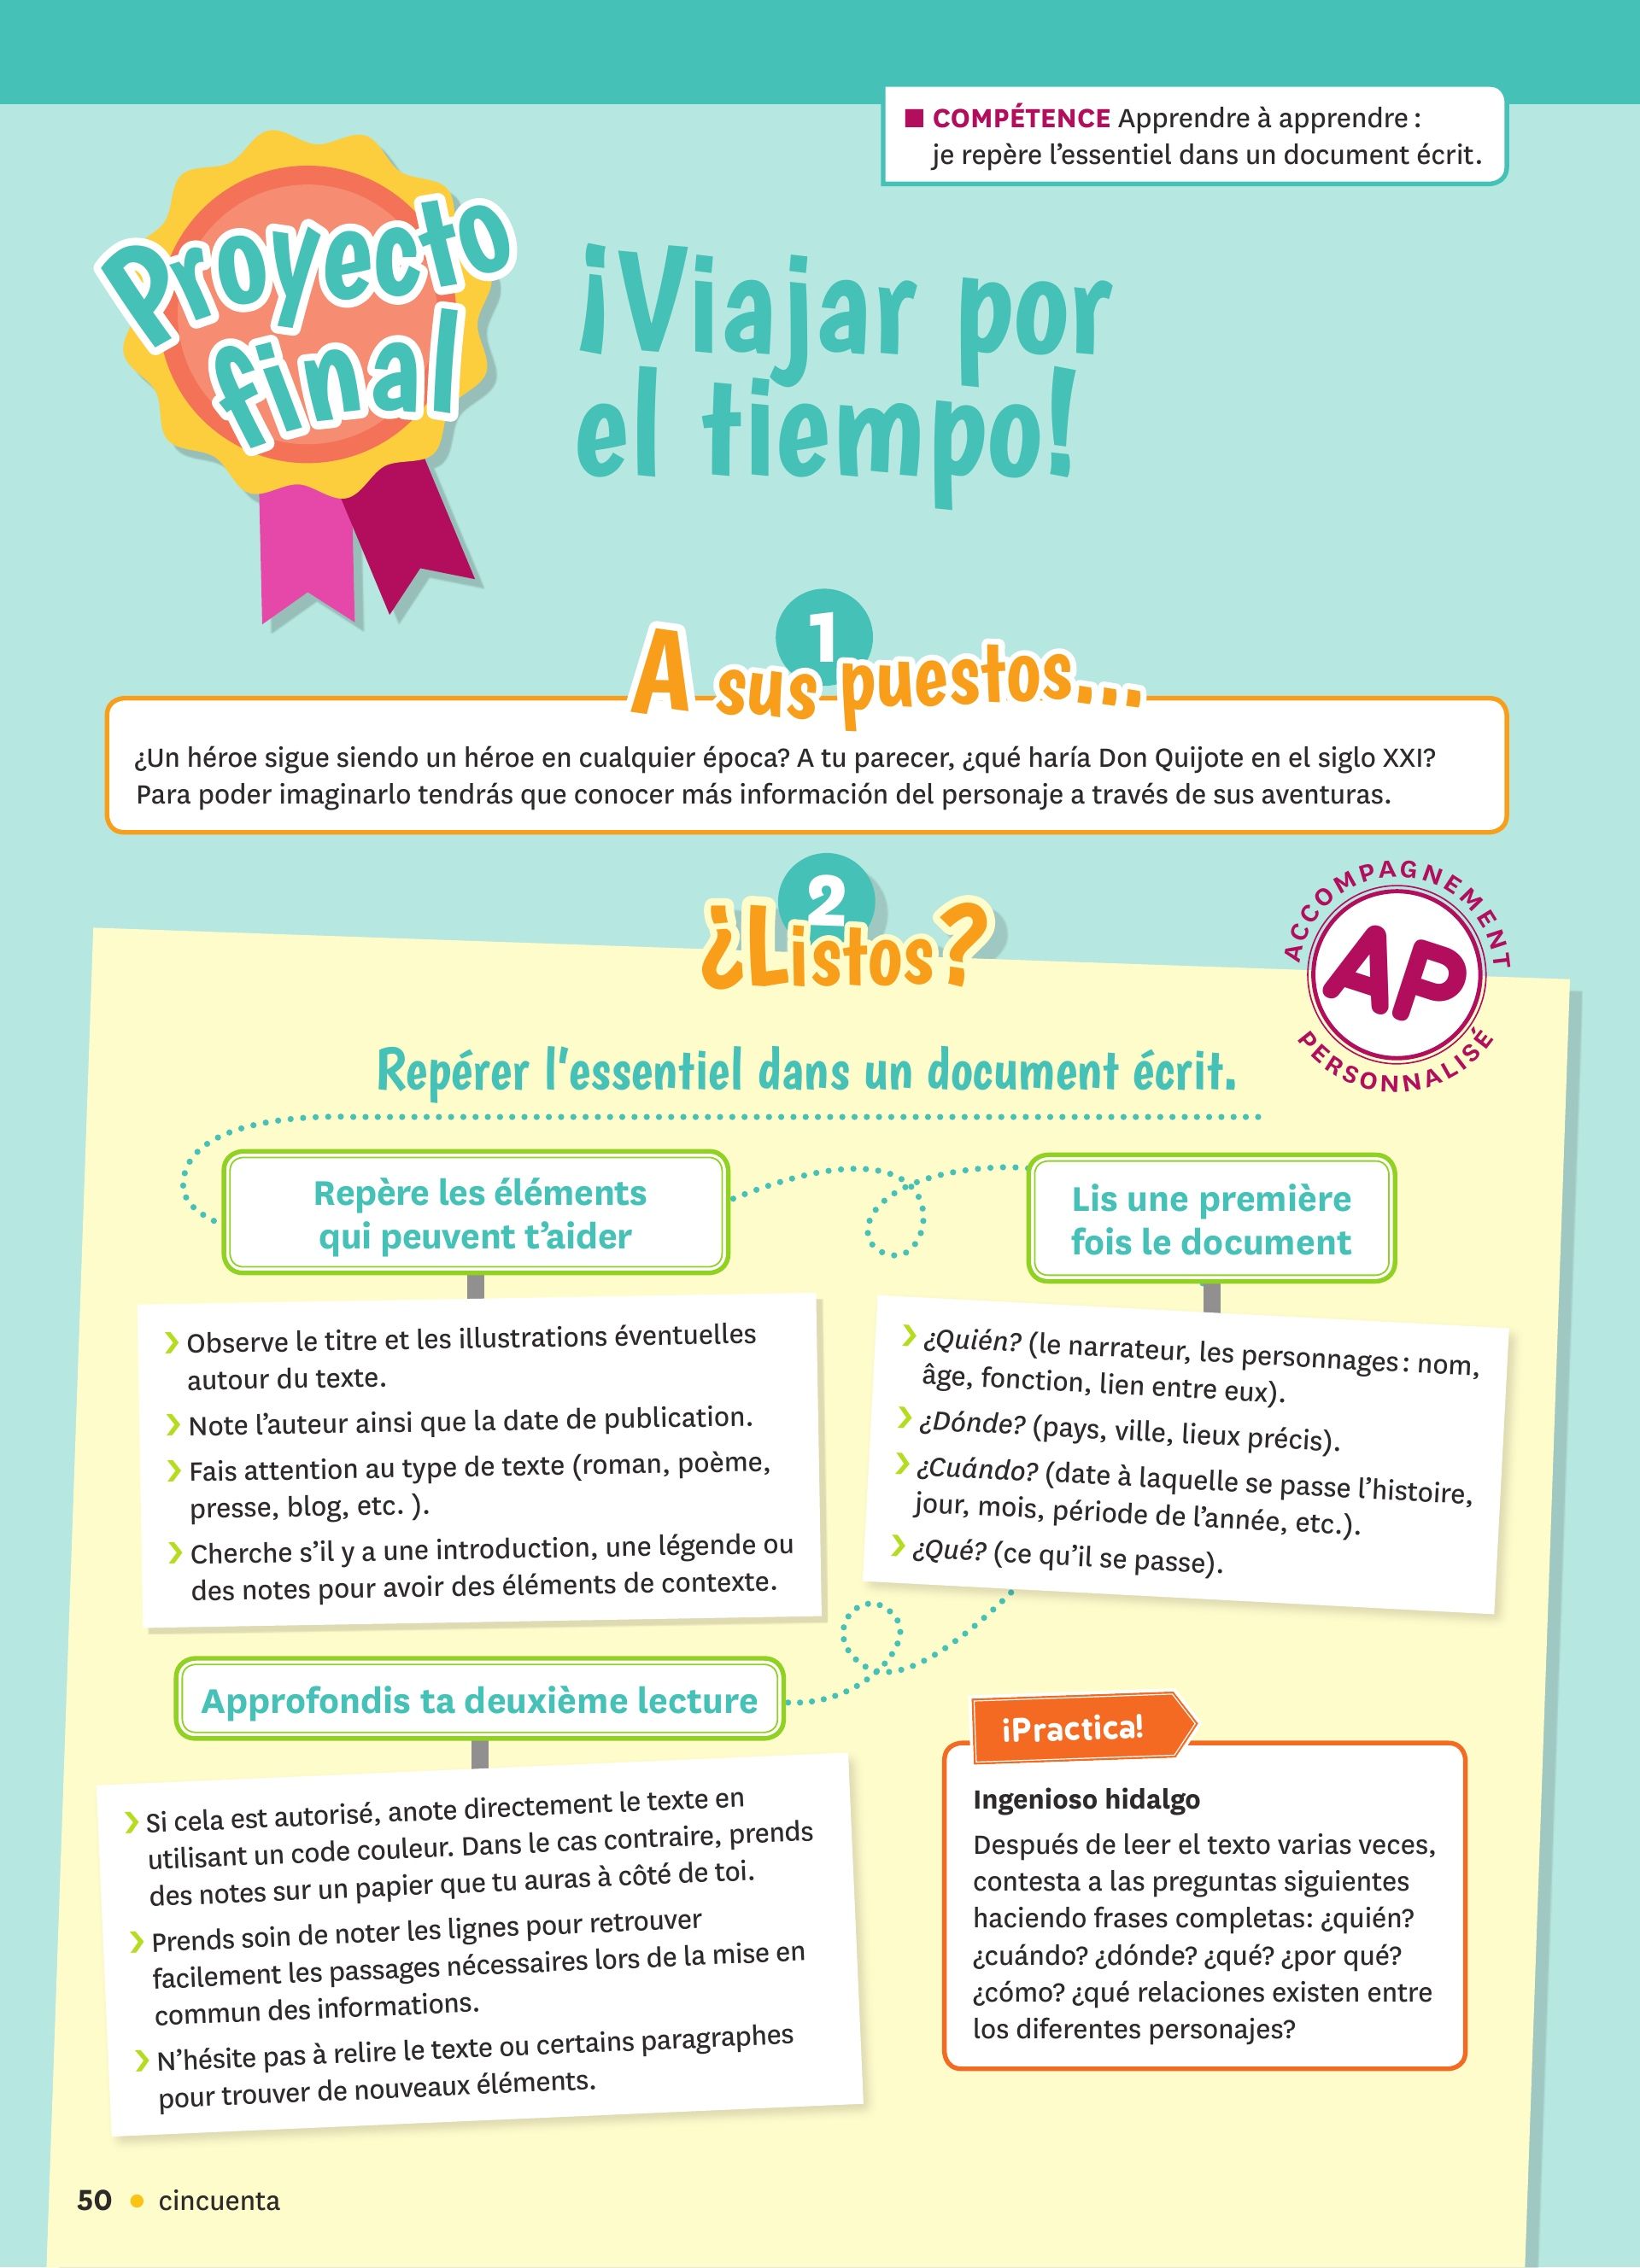 ■ COMPÉTENCE Apprendre à apprendre :
je repère l'essentiel dans un document écrit.
Proyecto
final
¡Viajar por
el tiempo!
1
A sus puestos...
¿Un héroe sigue siendo un héroe en cualquier época? A tu parecer, ¿qué haría Don Quijote en el siglo XXI?
Para poder imaginarlo tendrás que conocer más información del personaje a través de sus aventuras.
2
¿Listos?
ACCOMPAGNEMENT
AP
PERSONNALISÉ
Repérer l'essentiel dans un document écrit.
Repère les éléments
qui peuvent t'aider
› Observe le titre et les illustrations éventuelles
autour du texte.
› Note l'auteur ainsi que la date de publication.
› Fais attention au type de texte (roman, poème,
presse, blog, etc. ).
› Cherche s'il y a une introduction, une légende ou
des notes pour avoir des éléments de contexte.
Lis une première
fois le document
› ¿Quién? (le narrateur, les personnages : nom,
âge, fonction, lien entre eux).
› ¿Dónde? (pays, ville, lieux précis).
› ¿Cuándo? (date à laquelle se passe l'histoire,
jour, mois, période de l'année, etc.).
› ¿Qué? (ce qu'il se passe).
Approfondis ta deuxième lecture
› Si cela est autorisé, anote directement le texte en
utilisant un code couleur. Dans le cas contraire, prends
des notes sur un papier que tu auras à côté de toi.
› Prends soin de noter les lignes pour retrouver
facilement les passages nécessaires lors de la mise en
commun des informations.
› N'hésite pas à relire le texte ou certains paragraphes
pour trouver de nouveaux éléments.
¡Practica!
Ingenioso hidalgo
Después de leer el texto varias veces,
contesta a las preguntas siguientes
haciendo frases completas: ¿quién?
¿cuándo? ¿dónde? ¿qué? ¿por qué?
¿cómo? ¿qué relaciones existen entre
los diferentes personajes?
50 • cincuenta